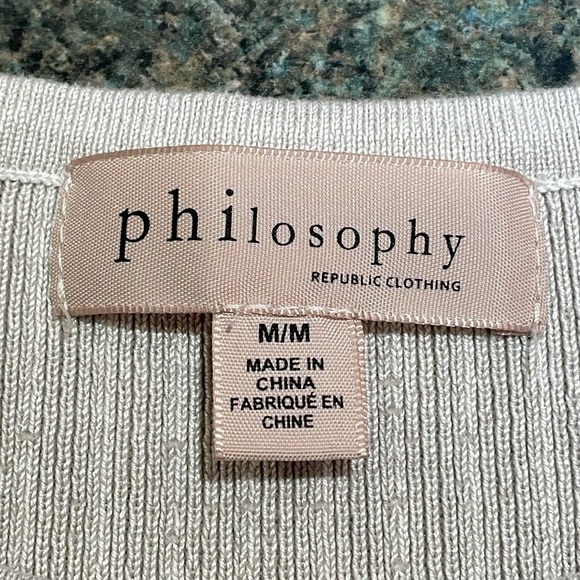 philosophy
REPUBLIC CLOTHING
M/M
MADE IN
CHINA
FABRIQUÉ EN
CHINE